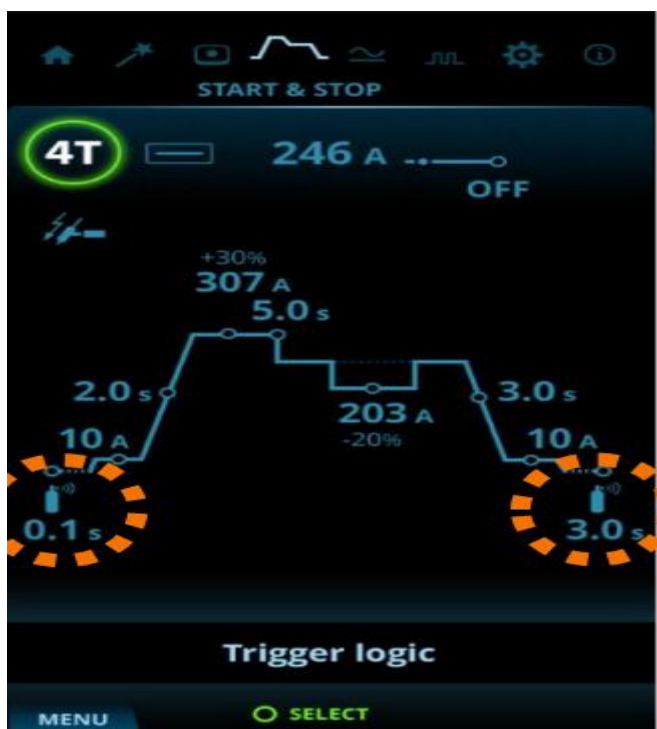 START & STOP
4T 246 A
OFF
+30%
307 A
5.0 s
2.0 s 3.0 s
203 A
-20%
10 A 10 A
0.1 s 3.0 s
Trigger logic
MENU SELECT